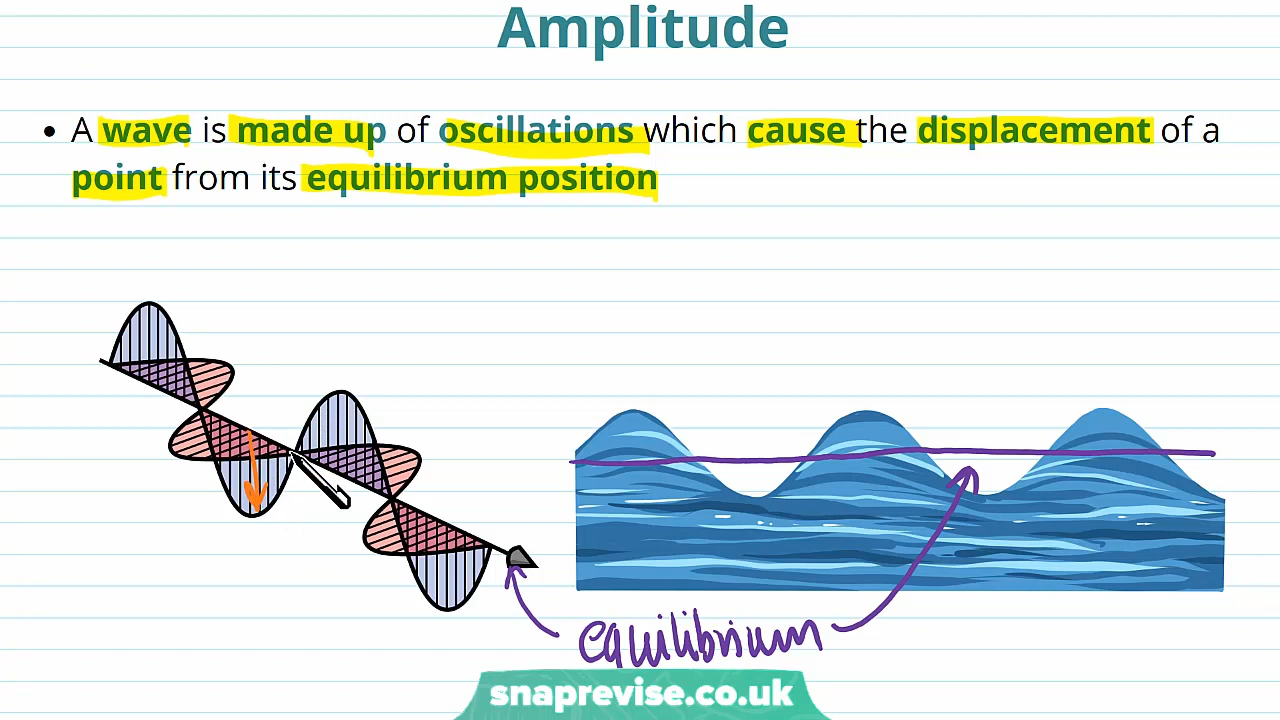 Amplitude
• A wave is made up of oscillations which cause the displacement of a
point from its equilibrium position
equilibrium
snaprevise.co.uk